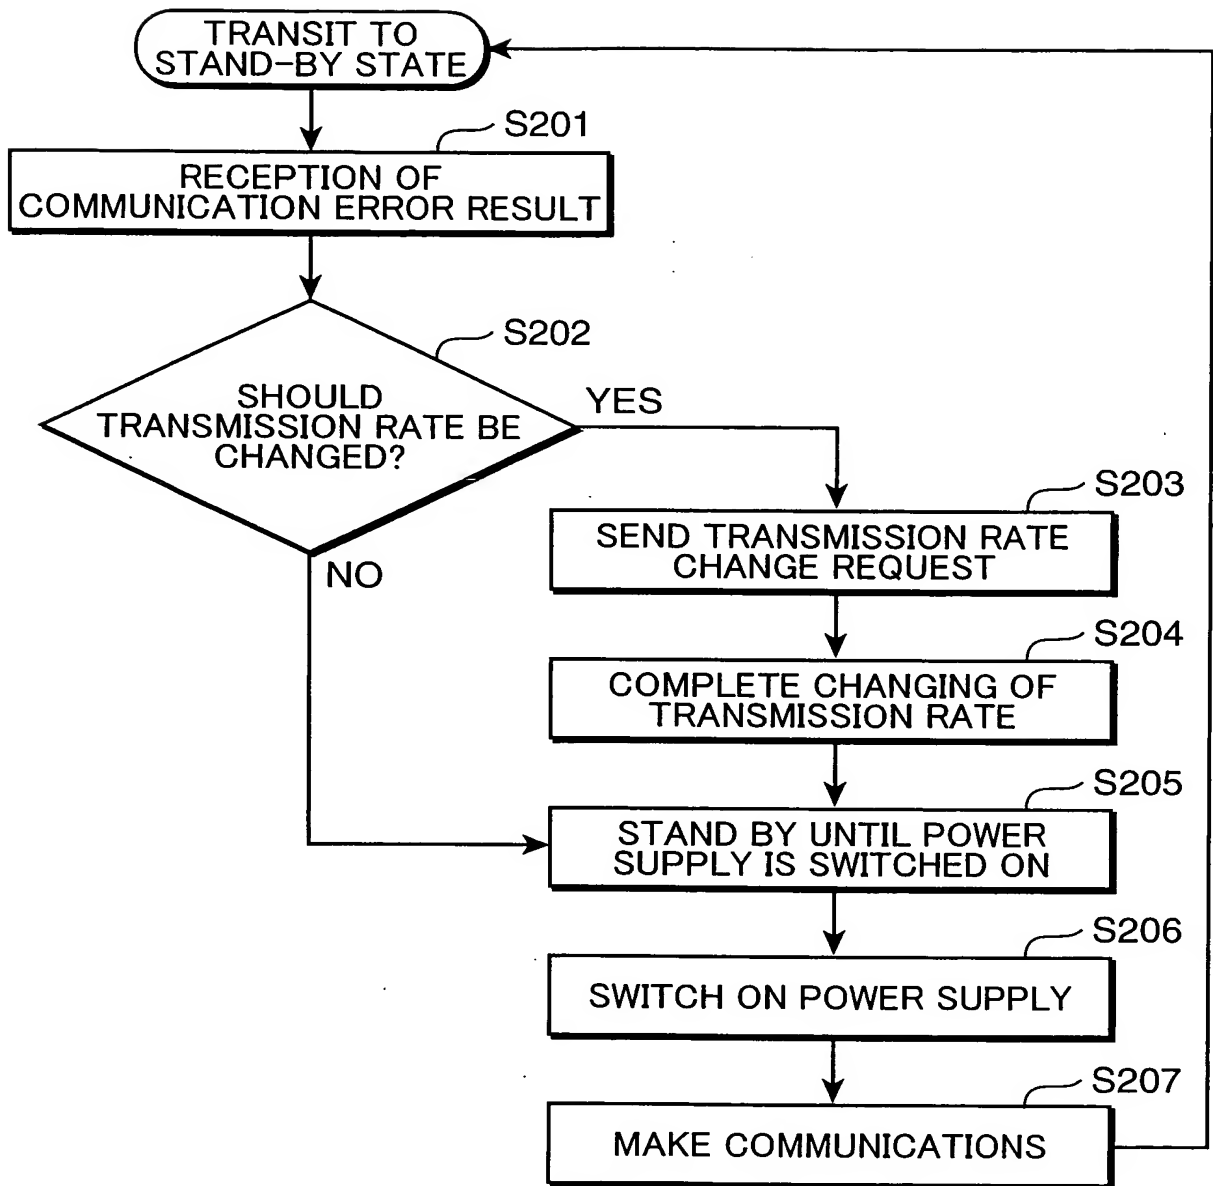 TRANSIT TO
STAND-BY STATE
S201
RECEPTION OF
COMMUNICATION ERROR RESULT
S202
SHOULD
TRANSMISSION RATE BE
CHANGED?
YES
NO
S203
SEND TRANSMISSION RATE
CHANGE REQUEST
S204
COMPLETE CHANGING OF
TRANSMISSION RATE
S205
STAND BY UNTIL POWER
SUPPLY IS SWITCHED ON
S206
SWITCH ON POWER SUPPLY
S207
MAKE COMMUNICATIONS